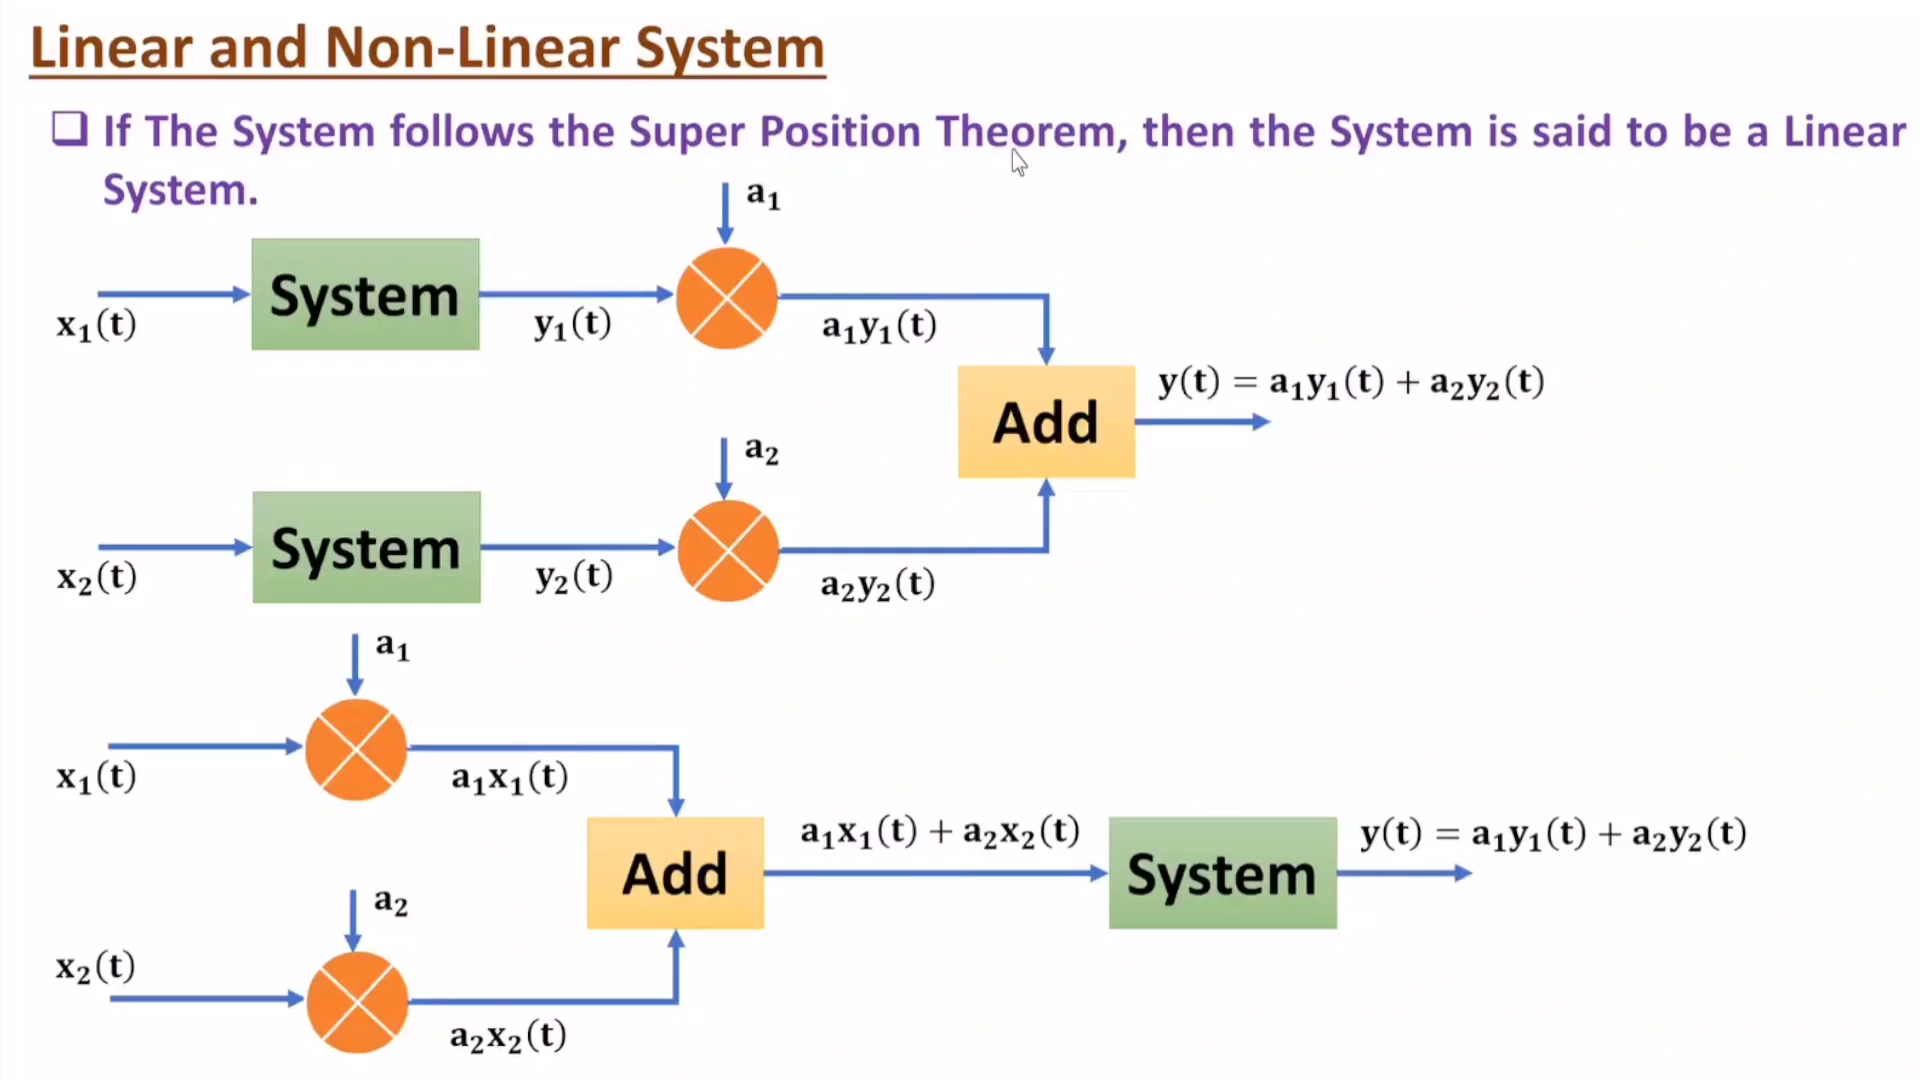 Linear and Non-Linear System
❑ If The System follows the Super Position Theorem, then the System is said to be a Linear
System.
a₁
x₁(t)
System
y₁(t)
a₁y₁(t)
Add
y(t) = a₁y₁(t) + a₂y₂(t)
a₂
x₂(t)
System
y₂(t)
a₂y₂(t)
a₁
x₁(t)
a₁x₁(t)
Add
a₁x₁(t) + a₂x₂(t)
System
y(t) = a₁y₁(t) + a₂y₂(t)
a₂
x₂(t)
a₂x₂(t)